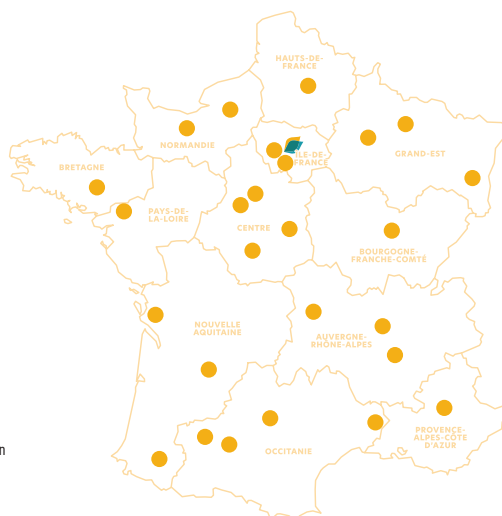 HAUTS-DE-
FRANCE
NORMANDIE
ÎLE-DE-
FRANCE
GRAND-EST
BRETAGNE
PAYS-DE-
LA-LOIRE
CENTRE
BOURGOGNE-
FRANCHE-COMTÉ
NOUVELLE
AQUITAINE
AUVERGNE-
RHÔNE-ALPES
PROVENCE-
ALPES-CÔTE
D'AZUR
OCCITANIE
n